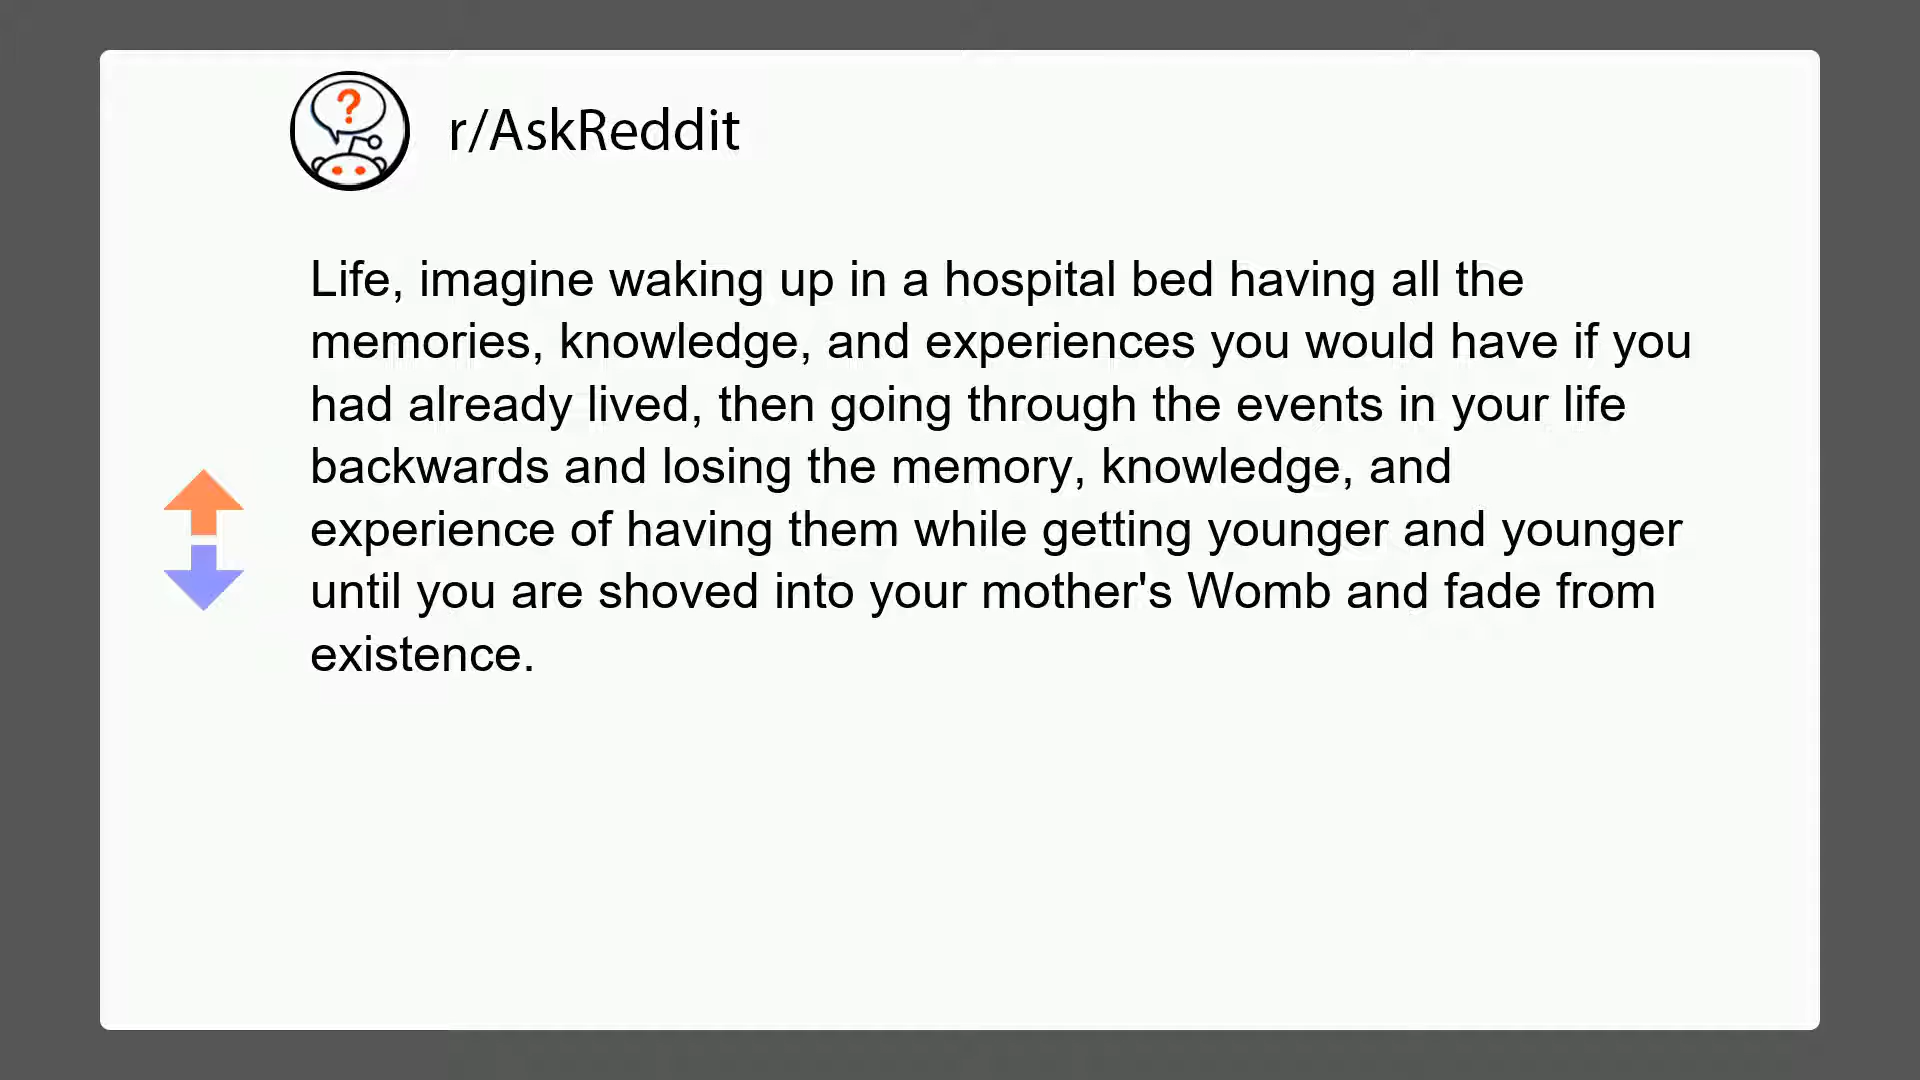 ?
r/AskReddit
Life, imagine waking up in a hospital bed having all the
memories, knowledge, and experiences you would have if you
had already lived, then going through the events in your life
backwards and losing the memory, knowledge, and
experience of having them while getting younger and younger
until you are shoved into your mother's Womb and fade from
existence.